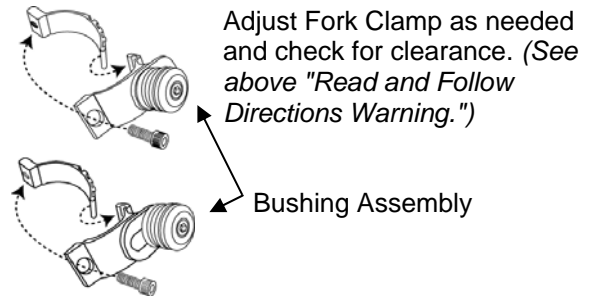 Adjust Fork Clamp as needed
and check for clearance. (See
above "Read and Follow
Directions Warning.")
Bushing Assembly